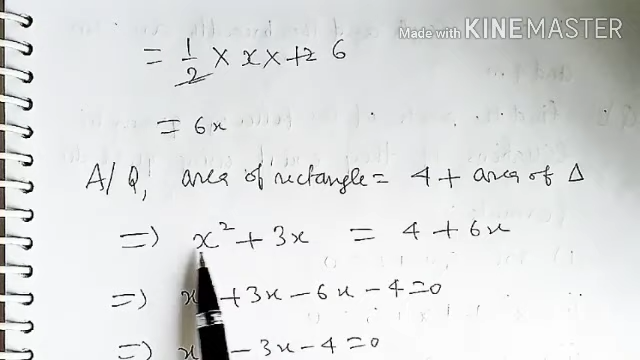 Made with KINEMASTER
= 1/2 × x × 12 6
= 6x
A/Q, area of rectangle = 4 + area of Δ
=> x² + 3x = 4 + 6x
=> x + 3x - 6x - 4 = 0
=> x - 3x - 4 = 0